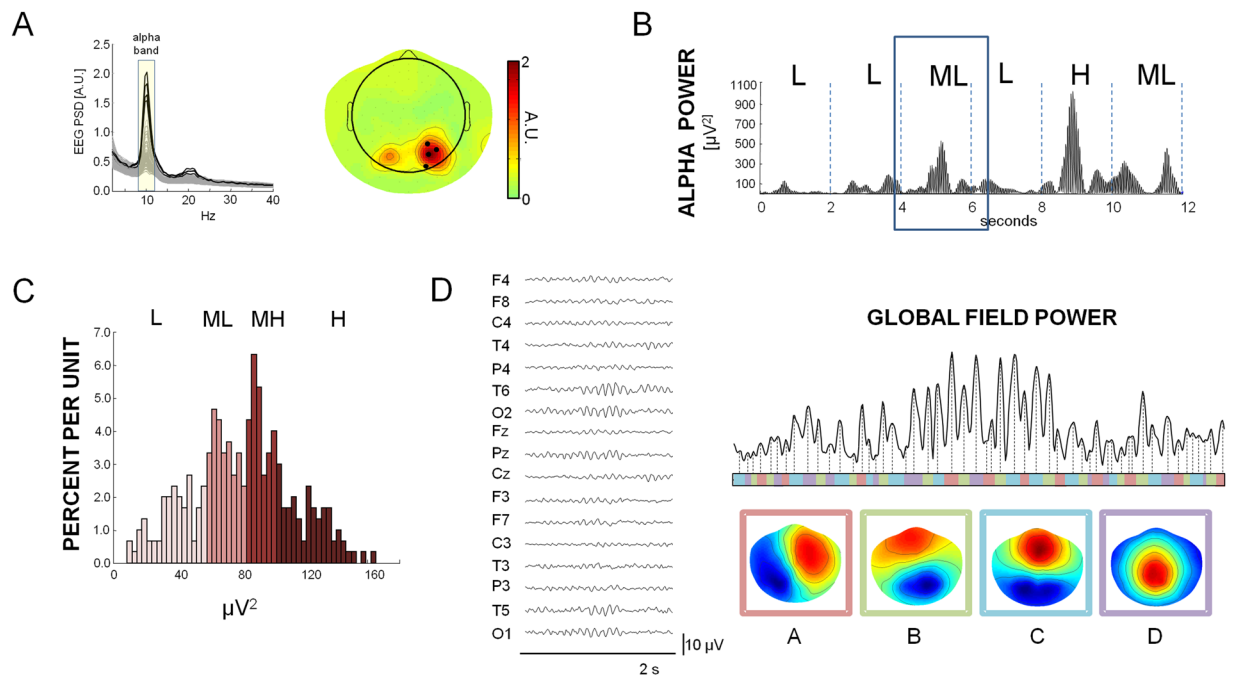 A
alpha
band
EEG PSD [A.U.]
2.5
2.0
1.5
1.0
0.5
0.0
10 20 30 40
Hz
2
A.U.
0
B
ALPHA POWER
[µV²]
L L ML L H ML
1100
900
700
500
300
100
0 2 4 6 8 10 12
seconds
C
L ML MH H
PERCENT PER UNIT
7.0
6.0
5.0
4.0
3.0
2.0
1.0
0.0
0 40 80 120 160
µV²
D
F4
F8
C4
T4
P4
T6
O2
Fz
Pz
Cz
F3
F7
C3
T3
P3
T5
O1
10 µV
2 s
GLOBAL FIELD POWER
A B C D